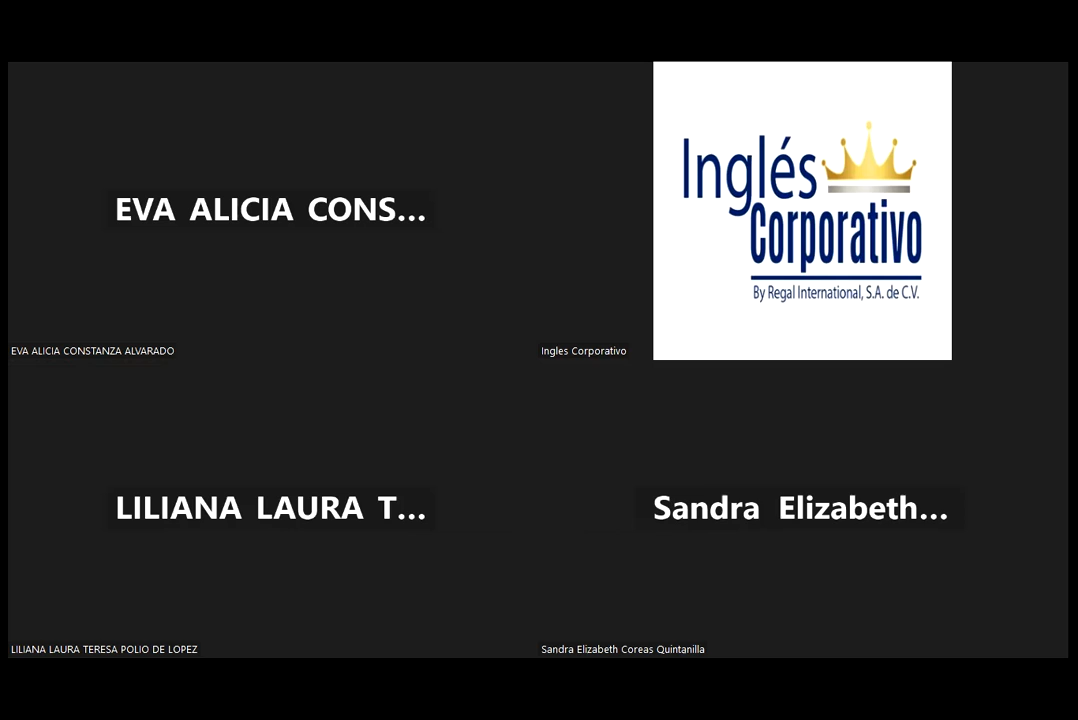 EVA ALICIA CONS...
EVA ALICIA CONSTANZA ALVARADO
Inglés
Corporativo
By Regal International, S.A. de C.V.
Ingles Corporativo
LILIANA LAURA T...
LILIANA LAURA TERESA POLIO DE LOPEZ
Sandra Elizabeth...
Sandra Elizabeth Coreas Quintanilla